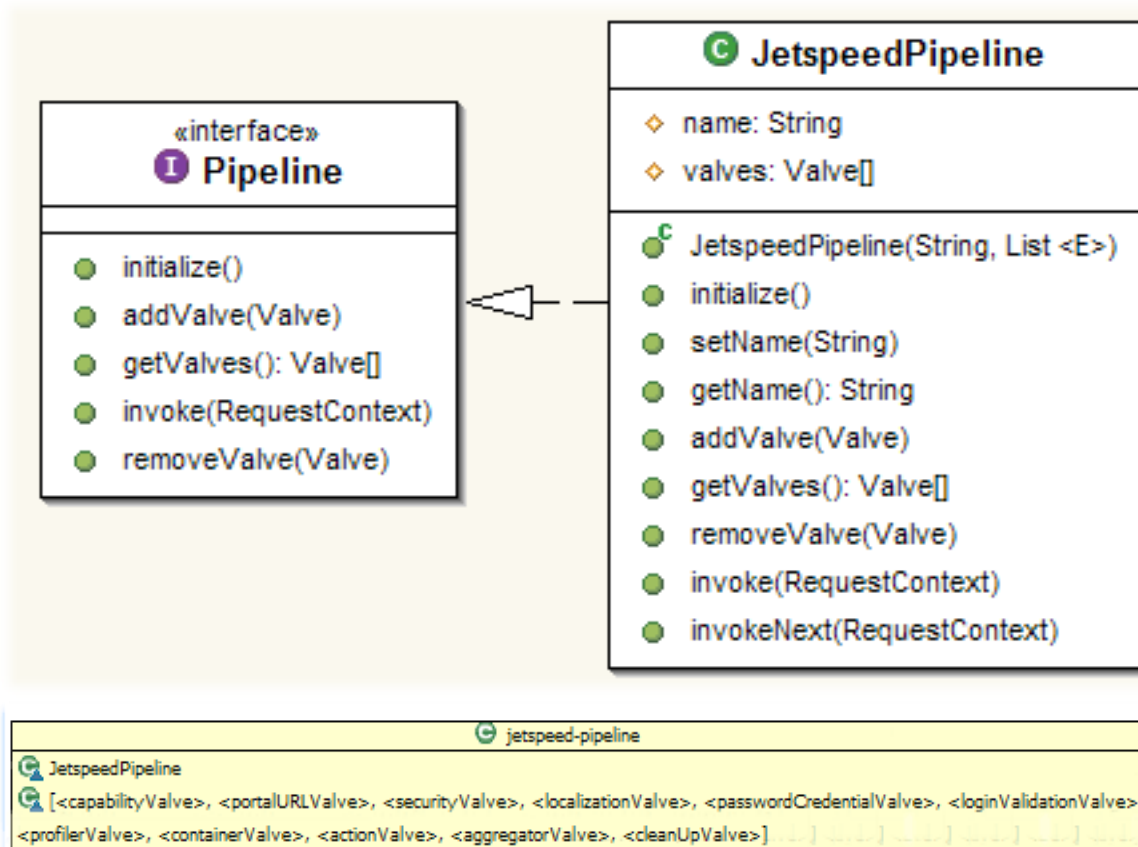 «interface»
I Pipeline
initialize()
addValve(Valve)
getValves(): Valve[]
invoke(RequestContext)
removeValve(Valve)
C JetspeedPipeline
name: String
valves: Valve[]
C JetspeedPipeline(String, List <E>)
initialize()
setName(String)
getName(): String
addValve(Valve)
getValves(): Valve[]
removeValve(Valve)
invoke(RequestContext)
invokeNext(RequestContext)
C jetspeed-pipeline
C JetspeedPipeline
C [<capabilityValve>, <portalURLValve>, <securityValve>, <localizationValve>, <passwordCredentialValve>, <loginValidationValve>
<profilerValve>, <containerValve>, <actionValve>, <aggregatorValve>, <cleanUpValve>]